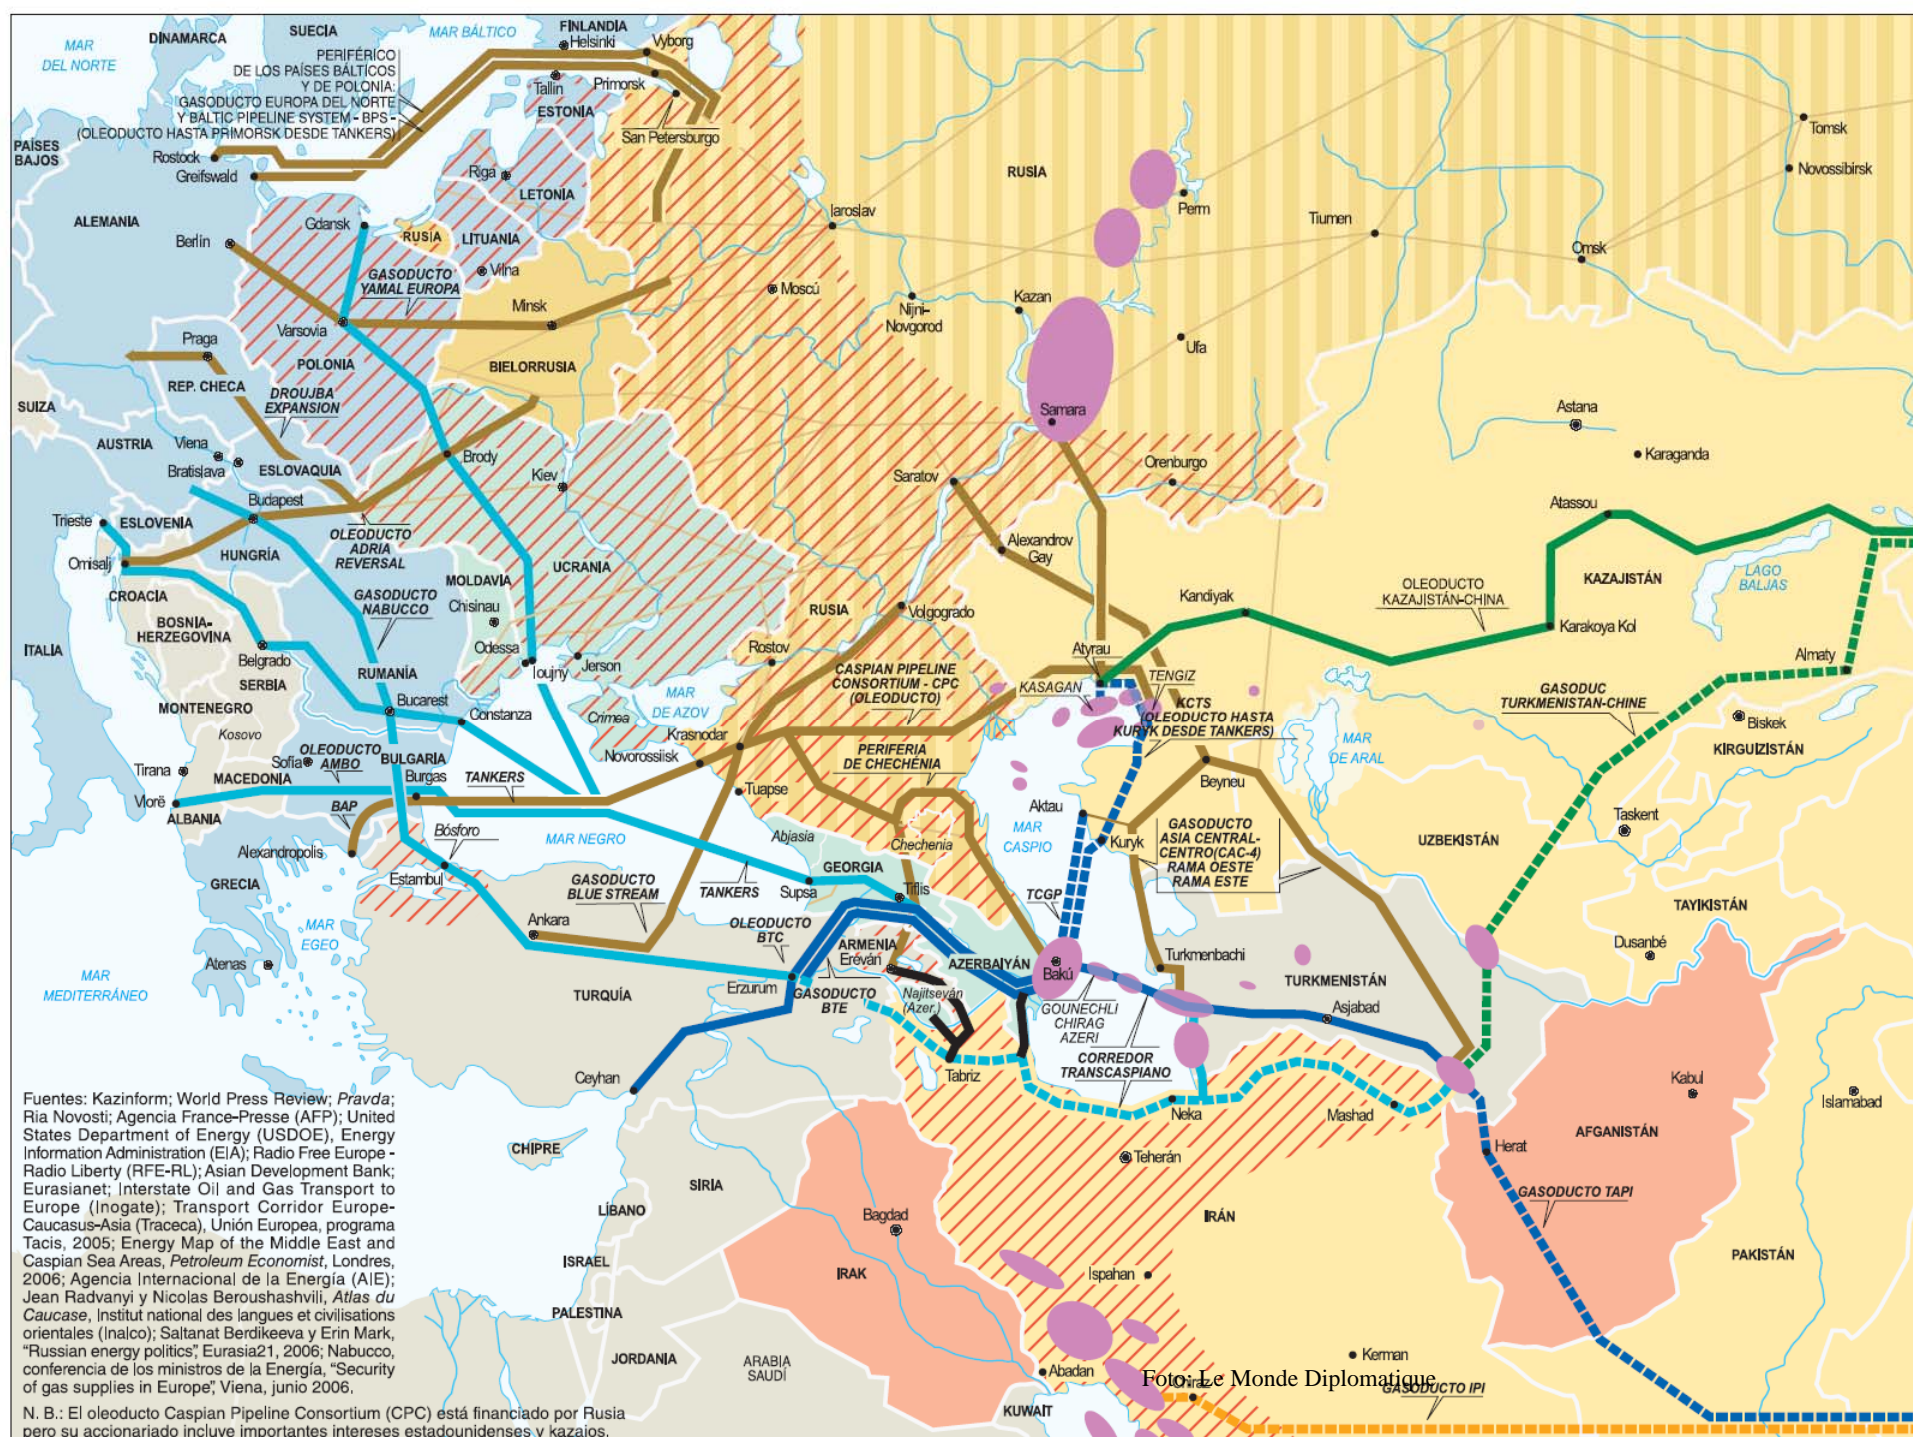 MAR
DEL NORTE
DINAMARCA
SUECIA
MAR BÁLTICO
FINLANDIA
Helsinki
Vyborg
PERIFÉRICO
DE LOS PAÍSES BÁLTICOS
Y DE POLONIA:
GASODUCTO EUROPA DEL NORTE
Y BALTIC PIPELINE SYSTEM - BPS -
(OLEODUCTO HASTA PRIMORSK DESDE TANKERS)
Tallin
Primorsk
ESTONIA
San Petersburgo
PAÍSES
BAJOS
Rostock
Greifswald
Riga
LETONIA
RUSIA
Perm
Tomsk
Novossibirsk
ALEMANIA
Berlín
Gdansk
RUSIA
LITUANIA
Vilna
Iaroslav
Tiumen
Omsk
GASODUCTO
YAMAL EUROPA
Minsk
Moscú
Nijni-
Novgorod
Kazan
Ufa
Praga
Varsovia
POLONIA
BIELORRUSIA
REP. CHECA
DROUJBA
EXPANSION
SUIZA
AUSTRIA
Viena
Bratislava
ESLOVAQUIA
Brody
Kiev
Samara
Saratov
Orenburgo
Astana
Karaganda
Budapest
Trieste
ESLOVENIA
HUNGRÍA
OLEODUCTO
ADRIA
REVERSAL
Omisalj
CROACIA
MOLDAVIA
Chisinau
UCRANIA
Alexandrov
Gay
Atassou
LAGO
BALJAS
KAZAJISTÁN
OLEODUCTO
KAZAJISTÁN-CHINA
Kandiyak
Karakoya Kol
BOSNIA-
HERZEGOVINA
GASODUCTO
NABUCCO
ITALIA
Belgrado
SERBIA
RUMANÍA
Odessa
Ioujny
Jerson
RUSIA
Volgogrado
Rostov
Atyrau
Almaty
MONTENEGRO
Kosovo
Bucarest
Constanza
Crimea
MAR
DE AZOV
CASPIAN PIPELINE
CONSORTIUM - CPC
(OLEODUCTO)
KASAGAN
TENGIZ
KCTS
(OLEODUCTO HASTA
KURYK DESDE TANKERS)
GASODUC
TURKMENISTAN-CHINE
Biskek
KIRGUIZISTÁN
Tirana
MACEDONIA
Sofía
OLEODUCTO
AMBO
BULGARIA
Burgas
TANKERS
Krasnodar
Novorossiisk
PERIFERIA
DE CHECHENIA
MAR
DE ARAL
Beyneu
Vlorë
ALBANIA
BAP
Tuapse
Aktau
MAR
CASPIO
Kuryk
Taskent
UZBEKISTÁN
Alexandropolis
Bósforo
MAR NEGRO
Abjasia
Chechenia
GASODUCTO
ASIA CENTRAL-
CENTRO(CAC-4)
RAMA OESTE
RAMA ESTE
GRECIA
Estambul
GASODUCTO
BLUE STREAM
TANKERS
GEORGIA
Supsa
Tiflis
TCGP
TAYIKISTÁN
MAR
EGEO
Ankara
OLEODUCTO
BTC
ARMENIA
Ereván
AZERBAIYÁN
Bakú
Turkmenbachi
Dusanbé
Atenas
MAR
MEDITERRÁNEO
TURQUÍA
Erzurum
GASODUCTO
BTE
Najitseyán
(Azer.)
GOUNECHLI
CHIRAG
AZERI
TURKMENISTÁN
Asjabad
CORREDOR
TRANSCASPIANO
Ceyhan
Tabriz
Neka
Mashad
Kabul
Islamabad
CHIPRE
Teherán
Herat
AFGANISTÁN
GASODUCTO TAPI
SIRIA
LÍBANO
Bagdad
IRÁN
PAKISTÁN
ISRAEL
IRAK
Ispahan
PALESTINA
JORDANIA
ARABIA
SAUDÍ
Abadan
Kerman
Foto: Le Monde Diplomatique
GASODUCTO IPI
KUWAIT
Fuentes: Kazinform; World Press Review; Pravda;
Ria Novosti; Agencia France-Presse (AFP); United
States Department of Energy (USDOE), Energy
Information Administration (EIA); Radio Free Europe -
Radio Liberty (RFE-RL); Asian Development Bank;
Eurasianet; Interstate Oil and Gas Transport to
Europe (Inogate); Transport Corridor Europe-
Caucasus-Asia (Traceca), Unión Europea, programa
Tacis, 2005; Energy Map of the Middle East and
Caspian Sea Areas, Petroleum Economist, Londres,
2006; Agencia Internacional de la Energía (AIE);
Jean Radvanyi y Nicolas Beroushashvili, Atlas du
Caucase, Institut national des langues et civilisations
orientales (Inalco); Saltanat Berdikeeva y Erin Mark,
“Russian energy politics”, Eurasia21, 2006; Nabucco,
conferencia de los ministros de la Energía, “Security
of gas supplies in Europe”, Viena, junio 2006.
N. B.: El oleoducto Caspian Pipeline Consortium (CPC) está financiado por Rusia
pero su accionariado incluye importantes intereses estadounidenses y kazajos.